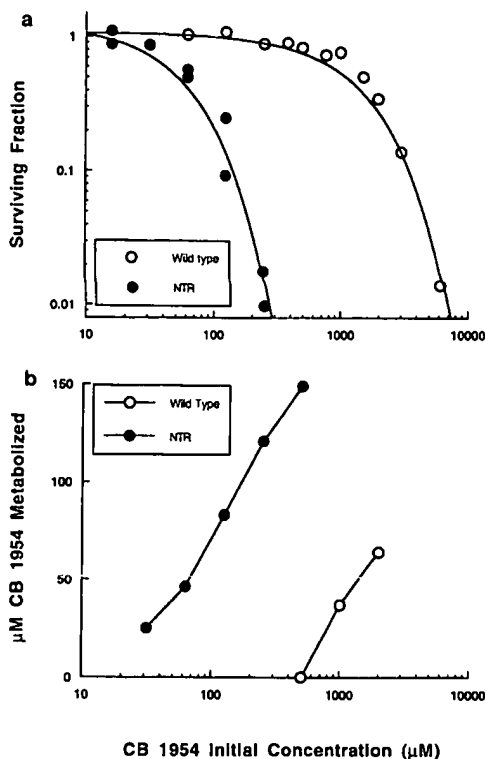 a
1
0.1
0.01
Surviving Fraction
Wild type
NTR
10
100
1000
10000
b
150
100
50
0
µM CB 1954 Metabolized
Wild Type
NTR
10
100
1000
10000
CB 1954 Initial Concentration (µM)